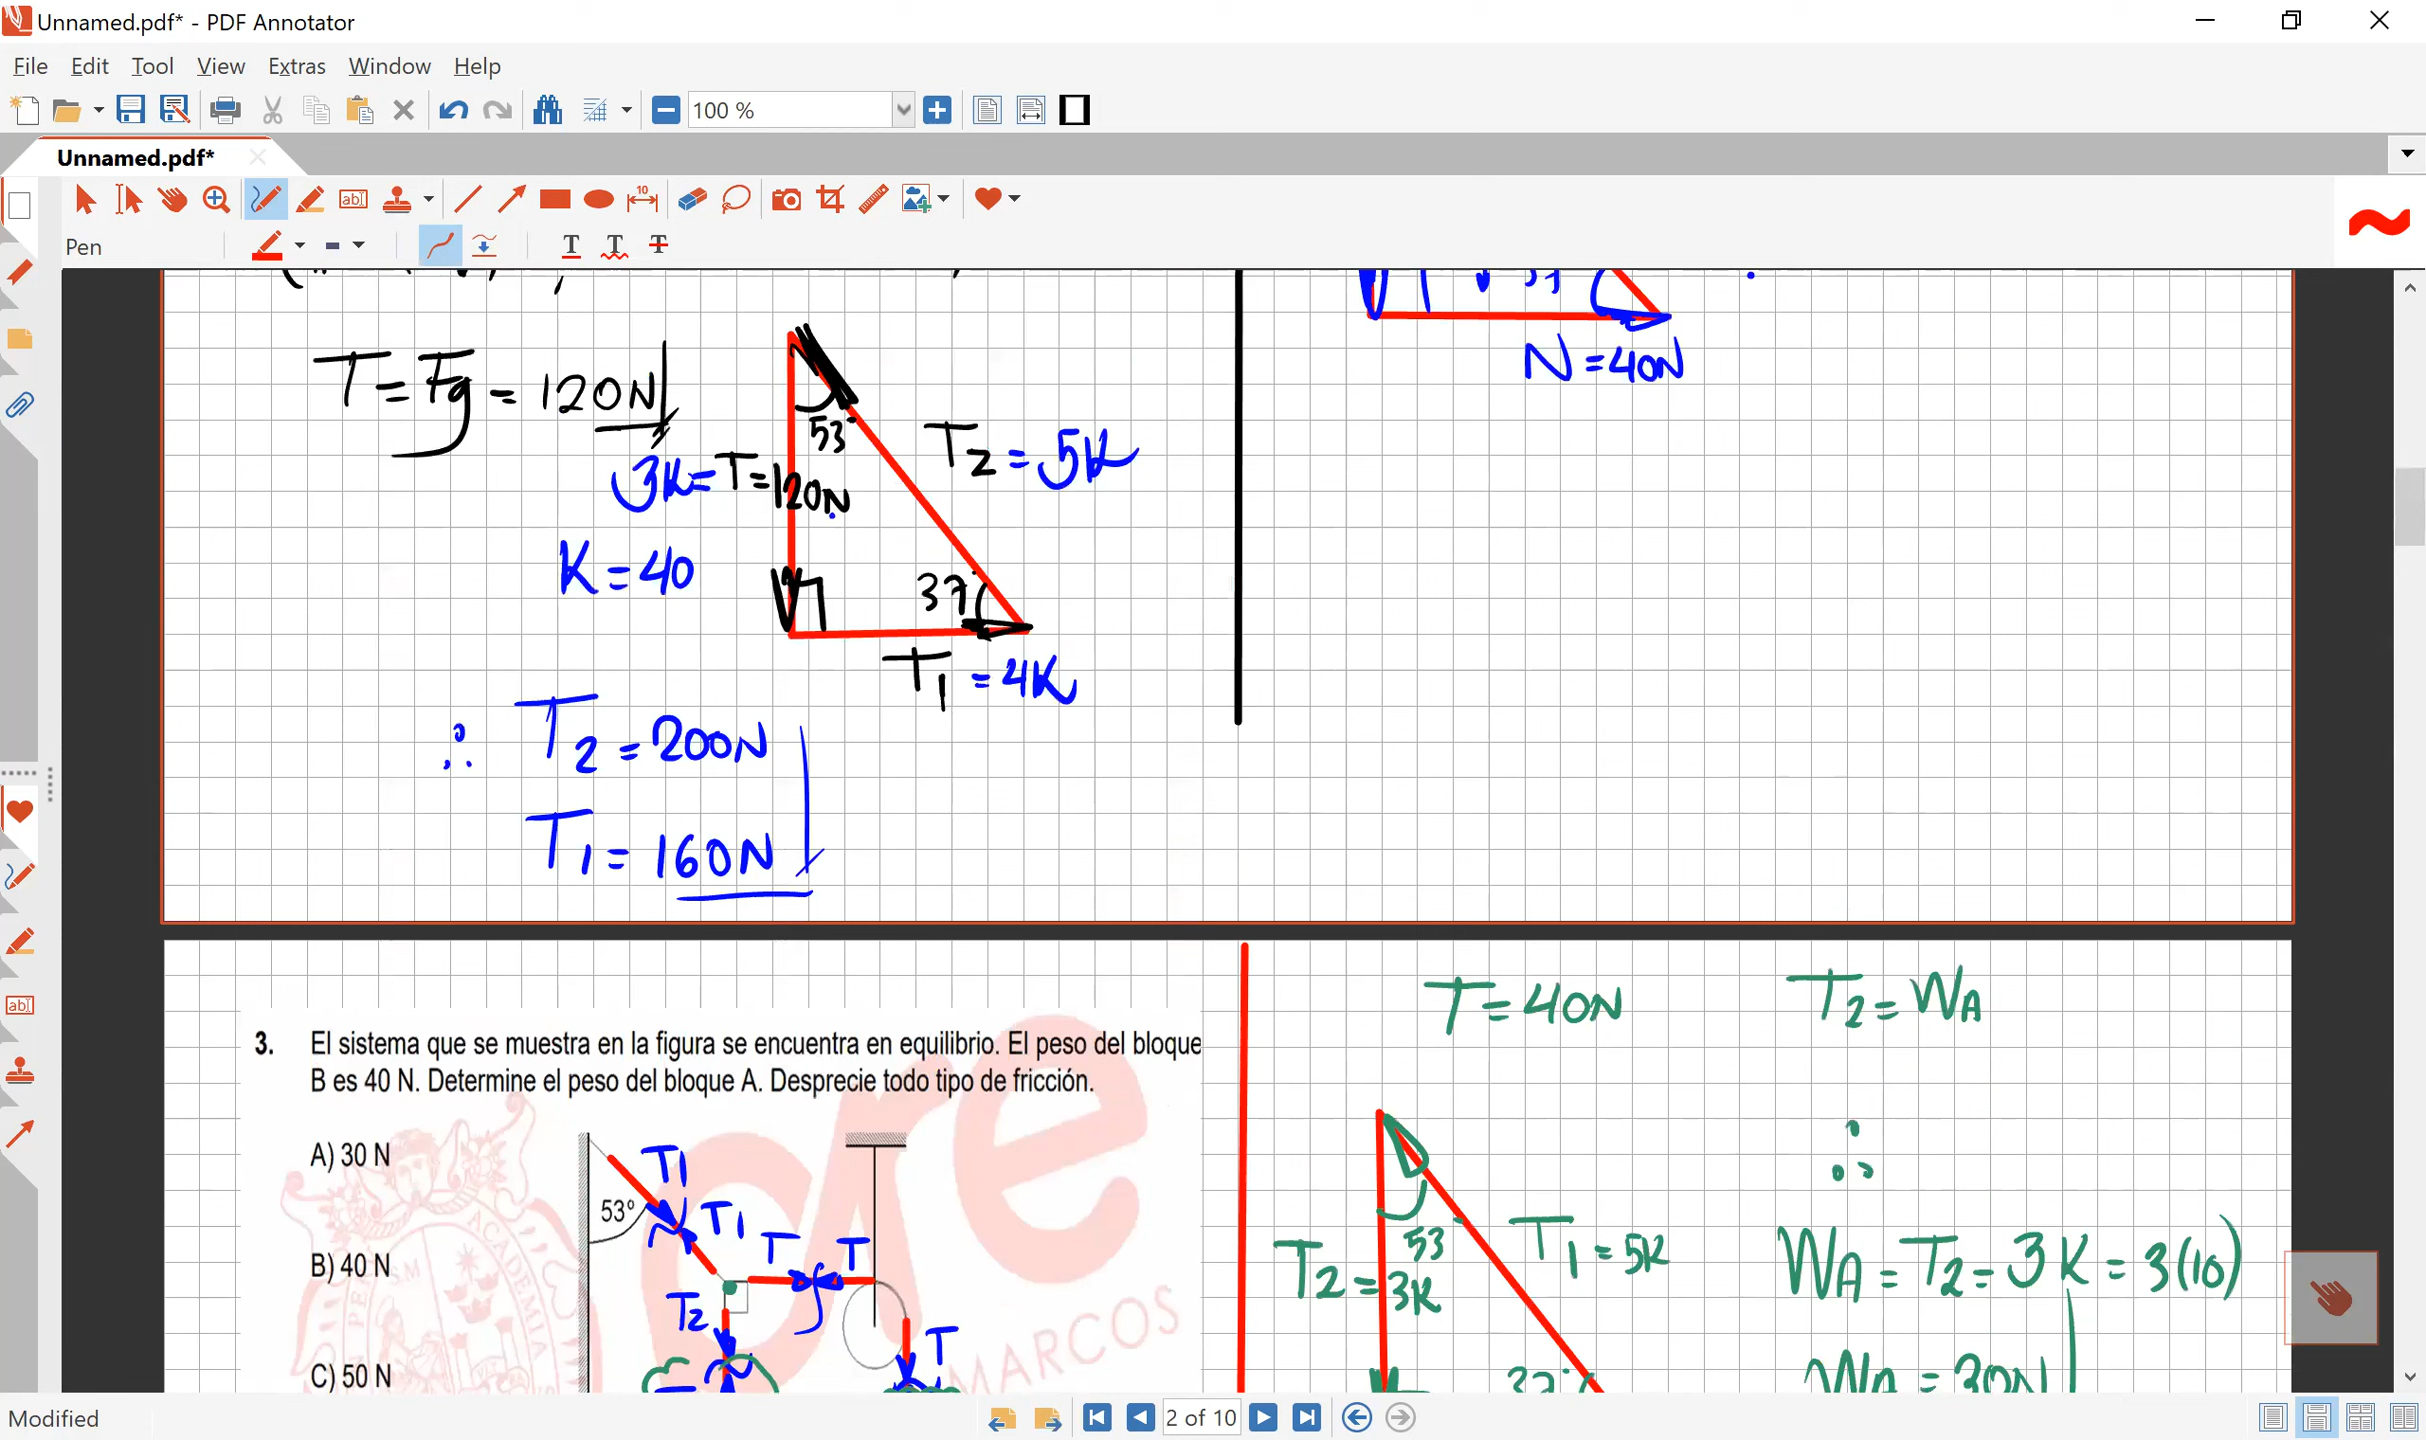 Unnamed.pdf* - PDF Annotator
File Edit Tool View Extras Window Help
100 %
Unnamed.pdf*
Pen
T = Fg = 120N
53°
T2 = 5K
3K = T = 120N
K = 40
37°
T1 = 4K
∴ T2 = 200N
T1 = 160N
37
N = 40N
3. El sistema que se muestra en la figura se encuentra en equilibrio. El peso del bloque
B es 40 N. Determine el peso del bloque A. Desprecie todo tipo de fricción.
A) 30 N
B) 40 N
C) 50 N
53°
T1
T1
T T
T2
T
ACADEMIA
MARCOS
T = 40N T2 = WA
∴
53°
T1 = 5K
T2 = 3K
WA = T2 = 3K = 3(10)
37°
WA = 30N
Modified
2 of 10